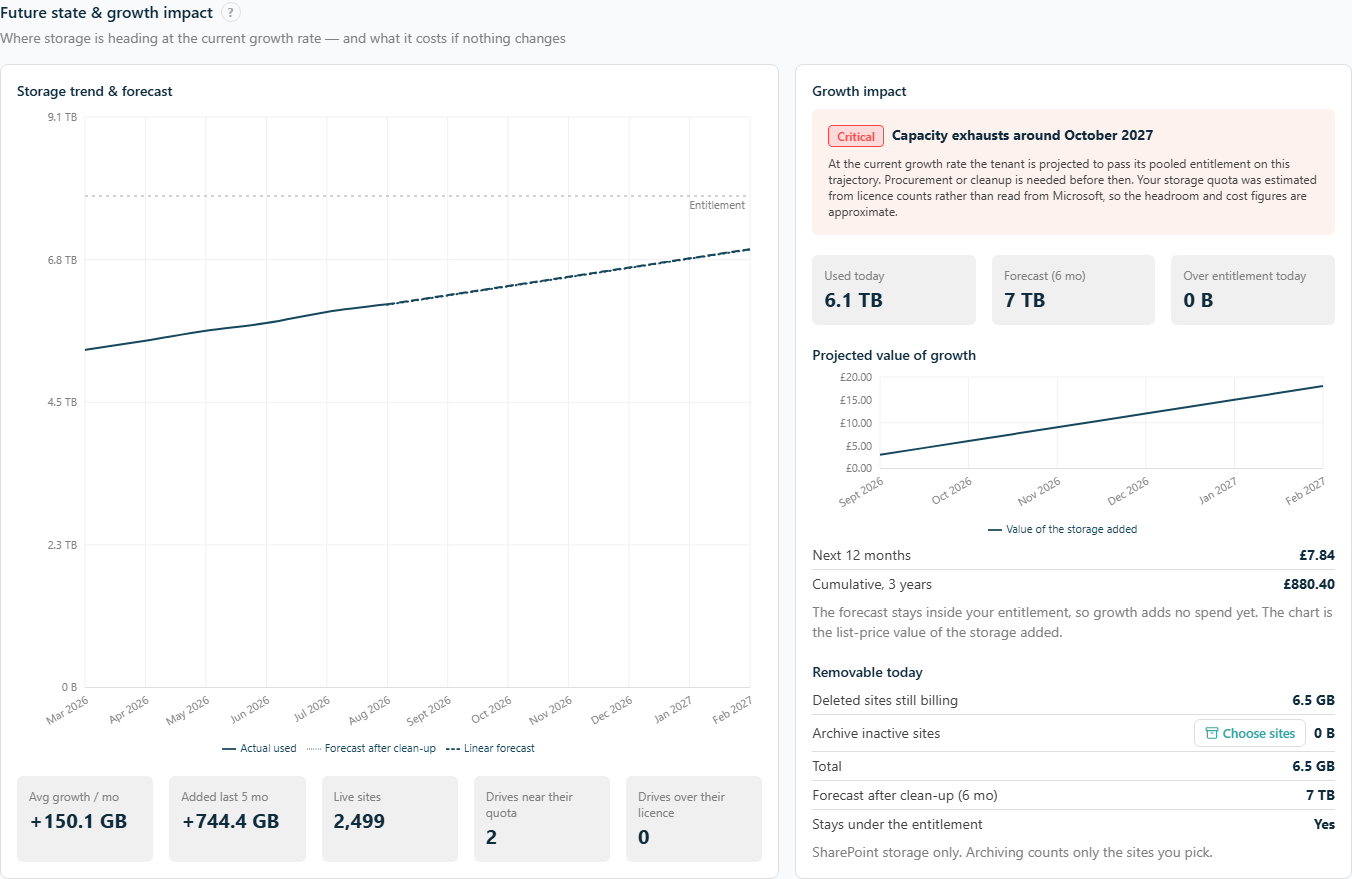 Future state & growth impact ?
Where storage is heading at the current growth rate — and what it costs if nothing changes
Storage trend & forecast
9.1 TB
Entitlement
6.8 TB
4.5 TB
2.3 TB
0 B
Mar 2026
Apr 2026
May 2026
Jun 2026
Jul 2026
Aug 2026
Sept 2026
Oct 2026
Nov 2026
Dec 2026
Jan 2027
Feb 2027
Actual used
Forecast after clean-up
Linear forecast
Avg growth / mo
+150.1 GB
Added last 5 mo
+744.4 GB
Live sites
2,499
Drives near their
quota
2
Drives over their
licence
0
Growth impact
Critical Capacity exhausts around October 2027
At the current growth rate the tenant is projected to pass its pooled entitlement on this
trajectory. Procurement or cleanup is needed before then. Your storage quota was estimated
from licence counts rather than read from Microsoft, so the headroom and cost figures are
approximate.
Used today
6.1 TB
Forecast (6 mo)
7 TB
Over entitlement today
0 B
Projected value of growth
£20.00
£15.00
£10.00
£5.00
£0.00
Sept 2026
Oct 2026
Nov 2026
Dec 2026
Jan 2027
Feb 2027
Value of the storage added
Next 12 months £7.84
Cumulative, 3 years £880.40
The forecast stays inside your entitlement, so growth adds no spend yet. The chart is
the list-price value of the storage added.
Removable today
Deleted sites still billing 6.5 GB
Archive inactive sites Choose sites 0 B
Total 6.5 GB
Forecast after clean-up (6 mo) 7 TB
Stays under the entitlement Yes
SharePoint storage only. Archiving counts only the sites you pick.